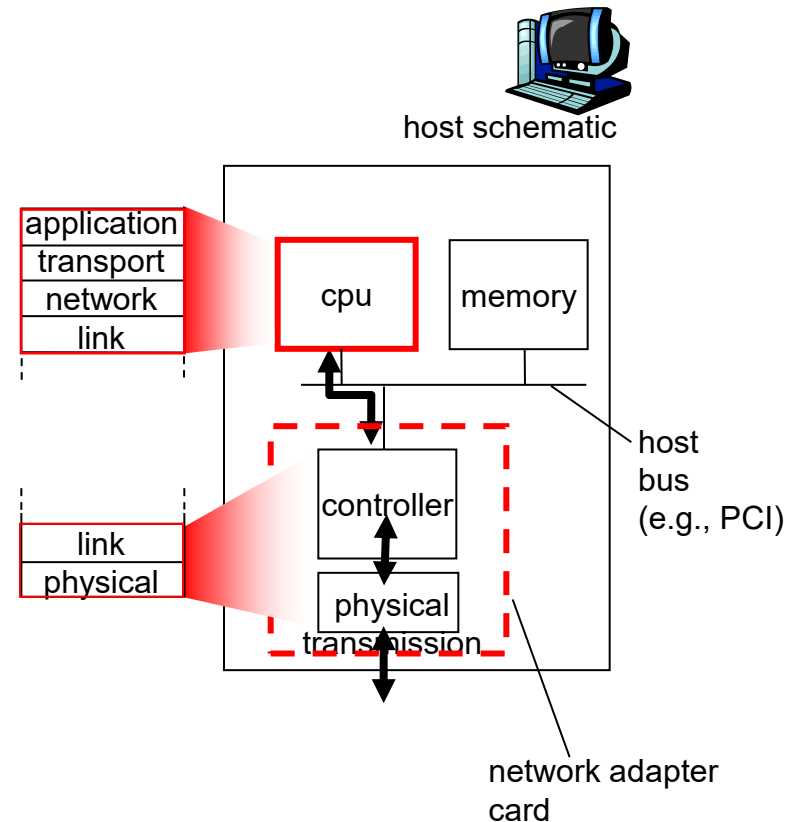 host schematic
application
transport
network
link
cpu
memory
host
bus
(e.g., PCI)
controller
link
physical
physical
transmission
network adapter
card